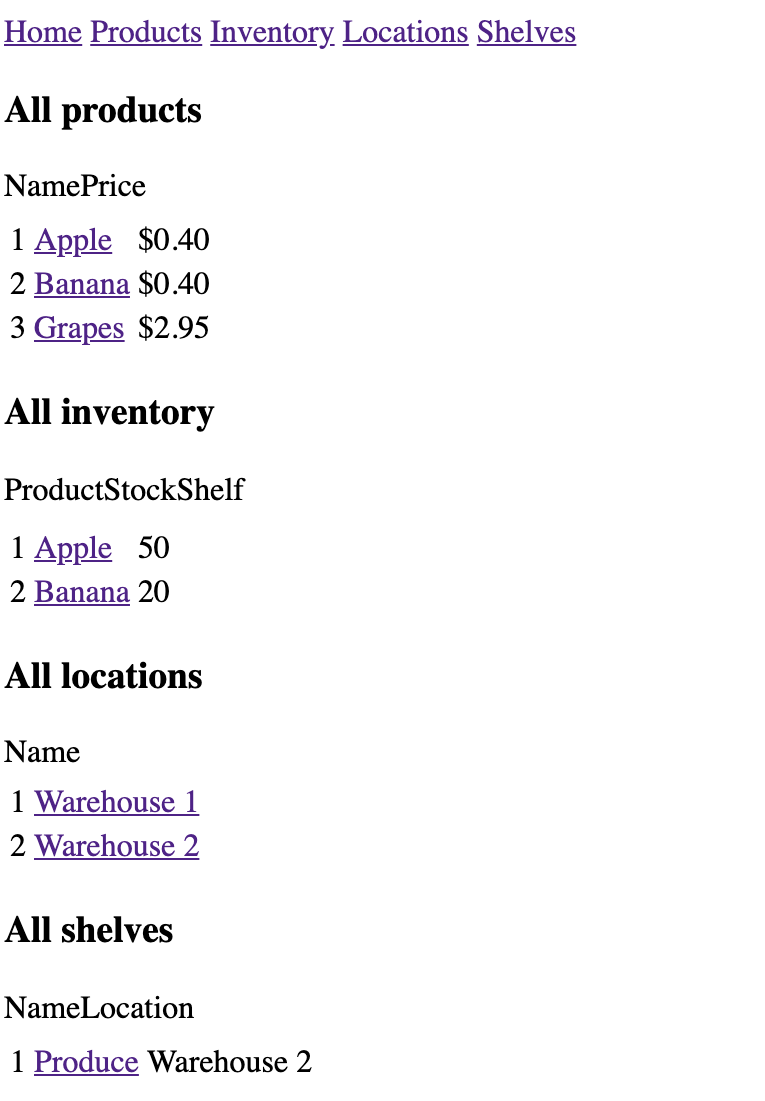 Home Products Inventory Locations Shelves
All products
NamePrice
1 Apple $0.40
2 Banana $0.40
3 Grapes $2.95
All inventory
ProductStockShelf
1 Apple 50
2 Banana 20
All locations
Name
1 Warehouse 1
2 Warehouse 2
All shelves
NameLocation
1 Produce Warehouse 2